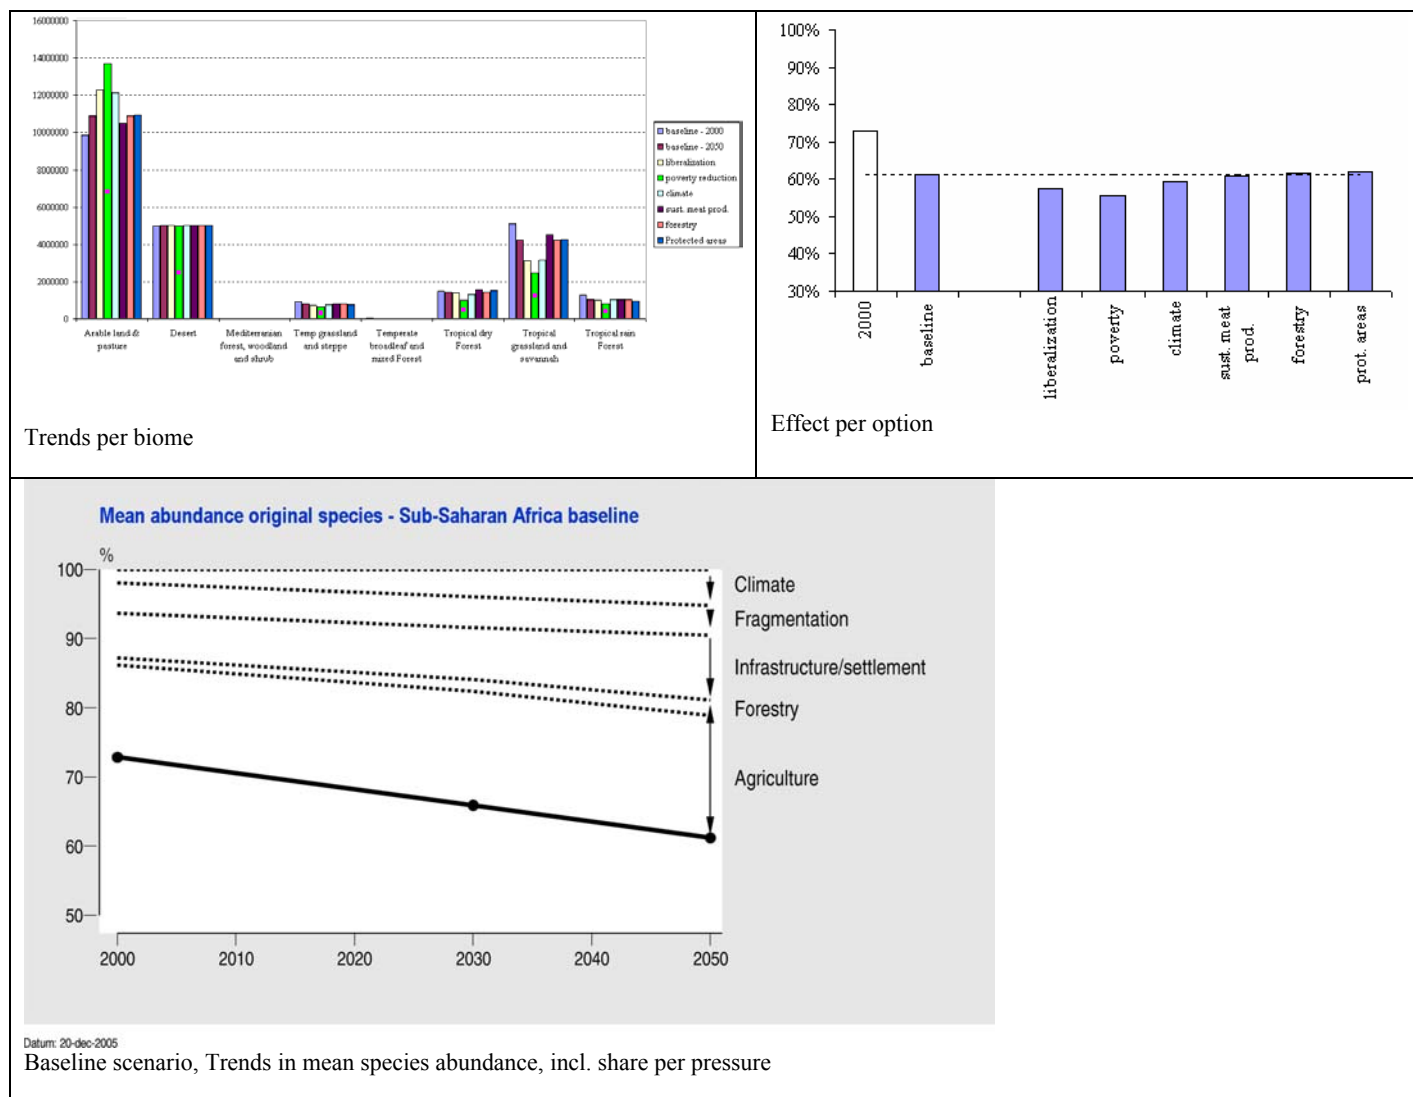 16000000
14000000
12000000
10000000
8000000
6000000
4000000
2000000
0
Arable land &
pasture
Desert
Mediterranean
forest, woodland
and shrub
Temp grassland
and steppe
Temperate
broadleaf and
mixed Forest
Tropical dry
Forest
Tropical
grassland and
savannah
Tropical rain
Forest
baseline - 2000
baseline - 2050
liberalization
poverty reduction
climate
sust. meat prod.
forestry
Protected areas
Trends per biome
100%
90%
80%
70%
60%
50%
40%
30%
2000
baseline
liberalization
poverty
climate
sust. meat
prod.
forestry
prot. areas
Effect per option
Mean abundance original species - Sub-Saharan Africa baseline
%
100
90
80
70
60
50
2000
2010
2020
2030
2040
2050
Climate
Fragmentation
Infrastructure/settlement
Forestry
Agriculture
Datum: 20-dec-2005
Baseline scenario, Trends in mean species abundance, incl. share per pressure